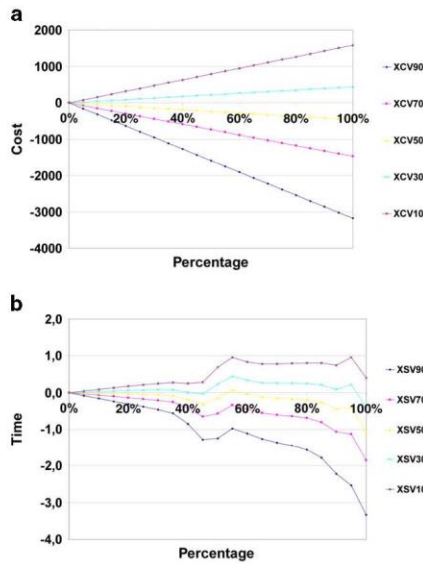 a
2000
1000
0
-1000
-2000
-3000
-4000
Cost
0% 20% 40% 60% 80% 100%
Percentage
XCV90
XCV70
XCV50
XCV30
XCV10
b
2,0
1,0
0,0
-1,0
-2,0
-3,0
-4,0
Time
0% 20% 40% 60% 80% 100%
Percentage
XSV90
XSV70
XSV50
XSV30
XSV10